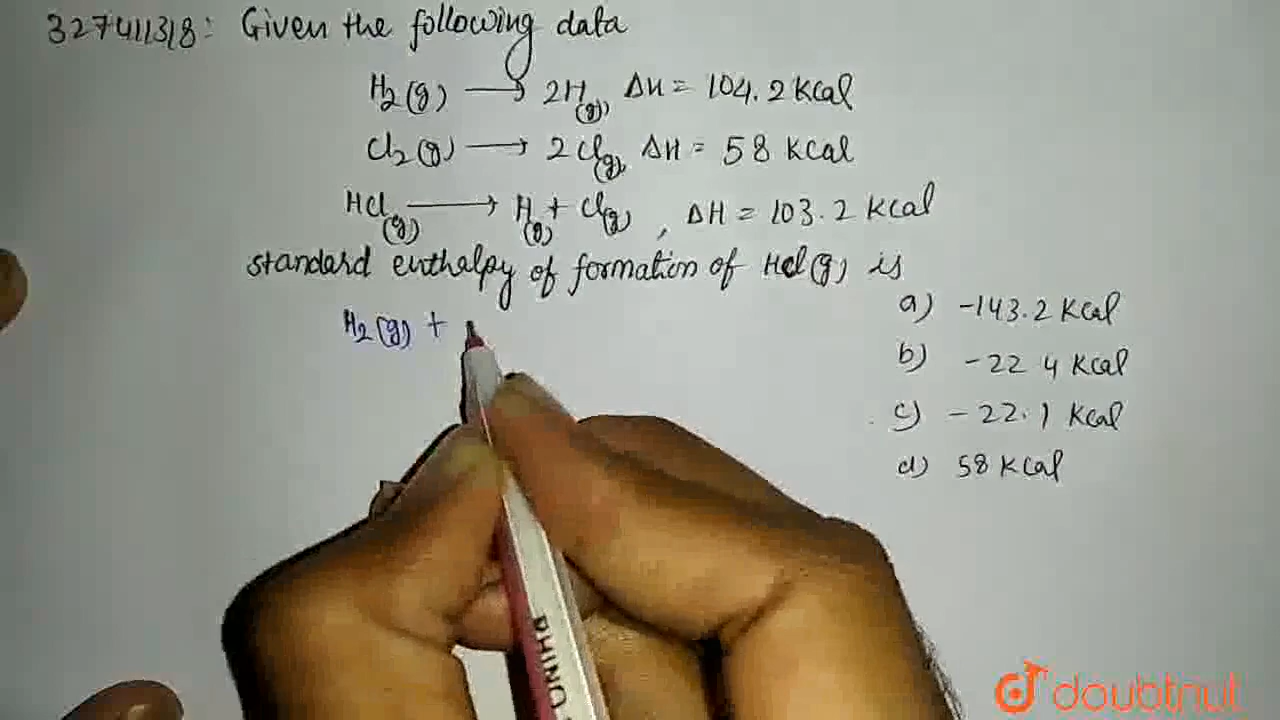 327411318: Given the following data
H₂(g) ⟶ 2H(g), ΔH = 104.2 Kcal
Cl₂(g) ⟶ 2Cl(g), ΔH = 58 Kcal
HCl(g) ⟶ H(g) + Cl(g), ΔH = 103.2 Kcal
standard enthalpy of formation of Hcl(g) is
H₂(g) +
a) -143.2 Kcal
b) -22 4 Kcal
c) -22.1 Kcal
d) 58 Kcal
RHINO
doubtnut